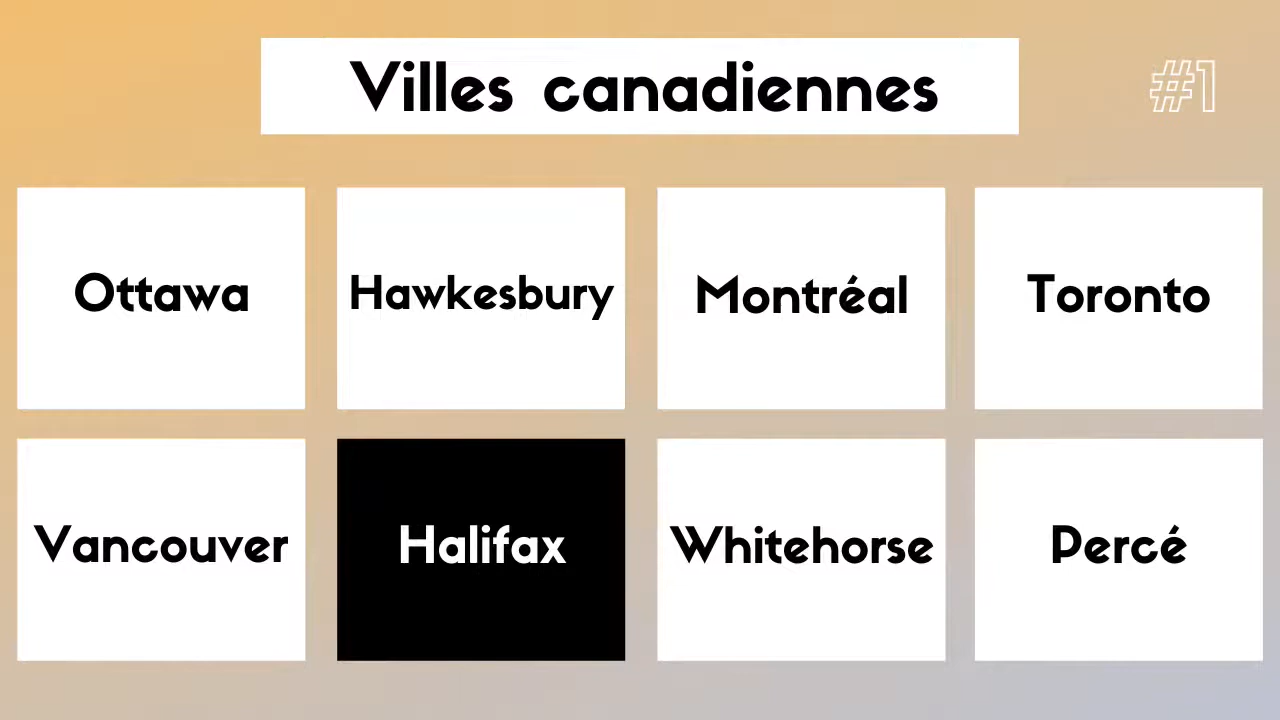 Villes canadiennes
#1
Ottawa
Hawkesbury
Montréal
Toronto
Vancouver
Halifax
Whitehorse
Percé